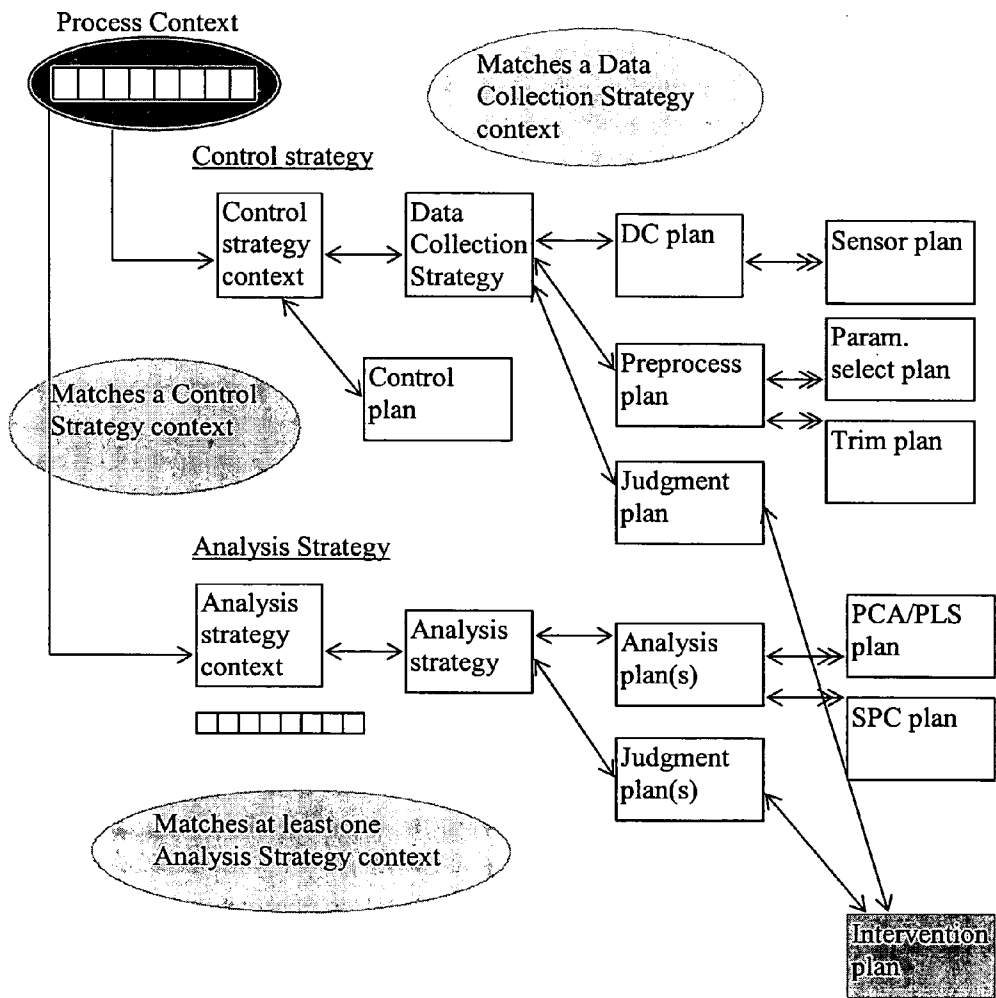 Process Context
Matches a Data
Collection Strategy
context
Control strategy
Control
strategy
context
Data
Collection
Strategy
DC plan
Sensor plan
Control
plan
Preprocess
plan
Param.
select plan
Trim plan
Matches a Control
Strategy context
Judgment
plan
Analysis Strategy
Analysis
strategy
context
Analysis
strategy
Analysis
plan(s)
PCA/PLS
plan
SPC plan
Judgment
plan(s)
Matches at least one
Analysis Strategy context
Intervention
plan